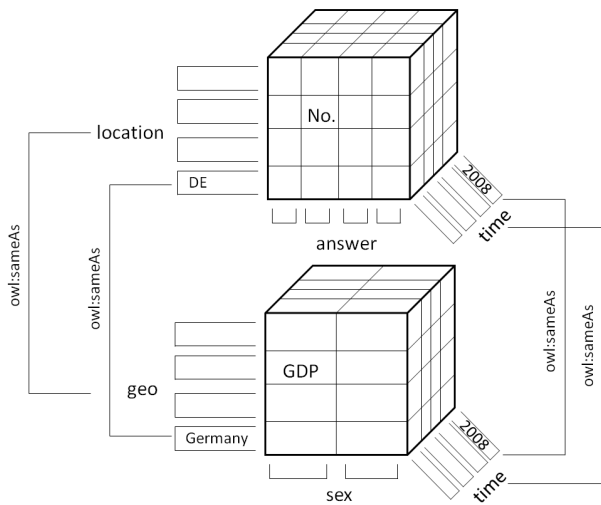 No.
location
DE
2008
time
answer
owl:sameAs
owl:sameAs
owl:sameAs
owl:sameAs
GDP
geo
Germany
2008
time
sex